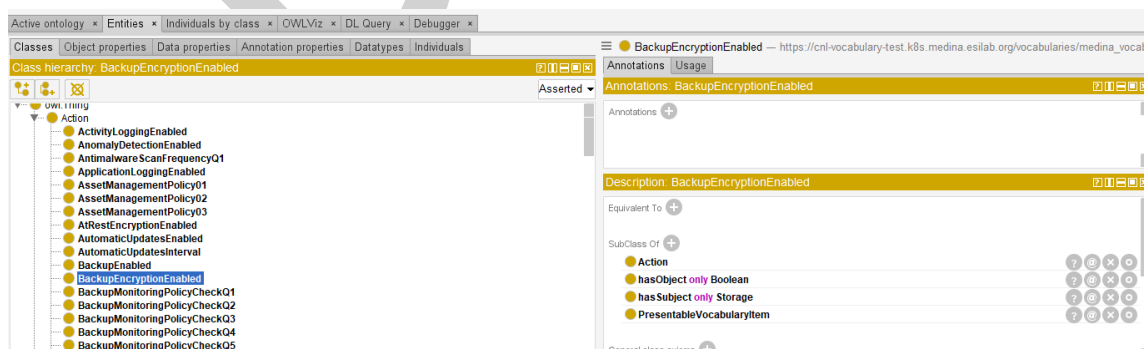 Active ontology × Entities × Individuals by class × OWLViz × DL Query × Debugger ×
Classes Object properties Data properties Annotation properties Datatypes Individuals
Class hierarchy: BackupEncryptionEnabled
Asserted
owl:Thing
Action
ActivityLoggingEnabled
AnomalyDetectionEnabled
AntimalwareScanFrequencyQ1
ApplicationLoggingEnabled
AssetManagementPolicy01
AssetManagementPolicy02
AssetManagementPolicy03
AtRestEncryptionEnabled
AutomaticUpdatesEnabled
AutomaticUpdatesInterval
BackupEnabled
BackupEncryptionEnabled
BackupMonitoringPolicyCheckQ1
BackupMonitoringPolicyCheckQ2
BackupMonitoringPolicyCheckQ3
BackupMonitoringPolicyCheckQ4
BackupMonitoringPolicyCheckQ5
BackupEncryptionEnabled — https://cnl-vocabulary-test.k8s.medina.esilab.org/vocabularies/medina_vocab
Annotations Usage
Annotations: BackupEncryptionEnabled
Annotations
Description: BackupEncryptionEnabled
Equivalent To
SubClass Of
Action
hasObject only Boolean
hasSubject only Storage
PresentableVocabularyItem
General class axioms